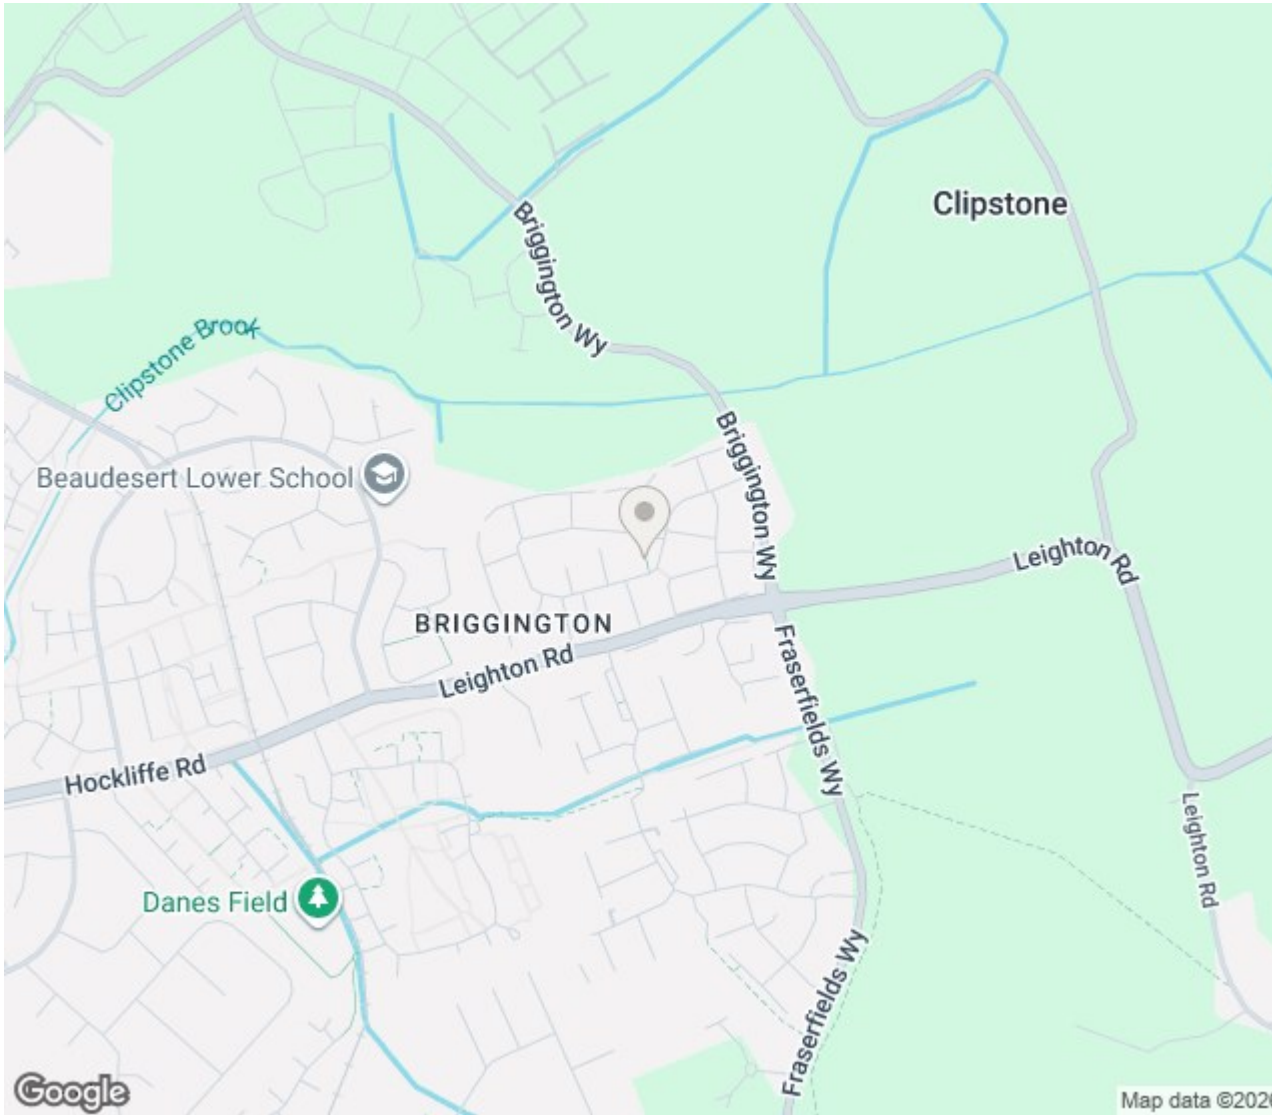 Clipstone
Briggington Wy
Clipstone Brook
Briggington Wy
Beaudesert Lower School
Leighton Rd
BRIGGINGTON
Leighton Rd
Fraserfields Wy
Hockliffe Rd
Leighton Rd
Danes Field
Fraserfields Wy
Google
Map data ©2026